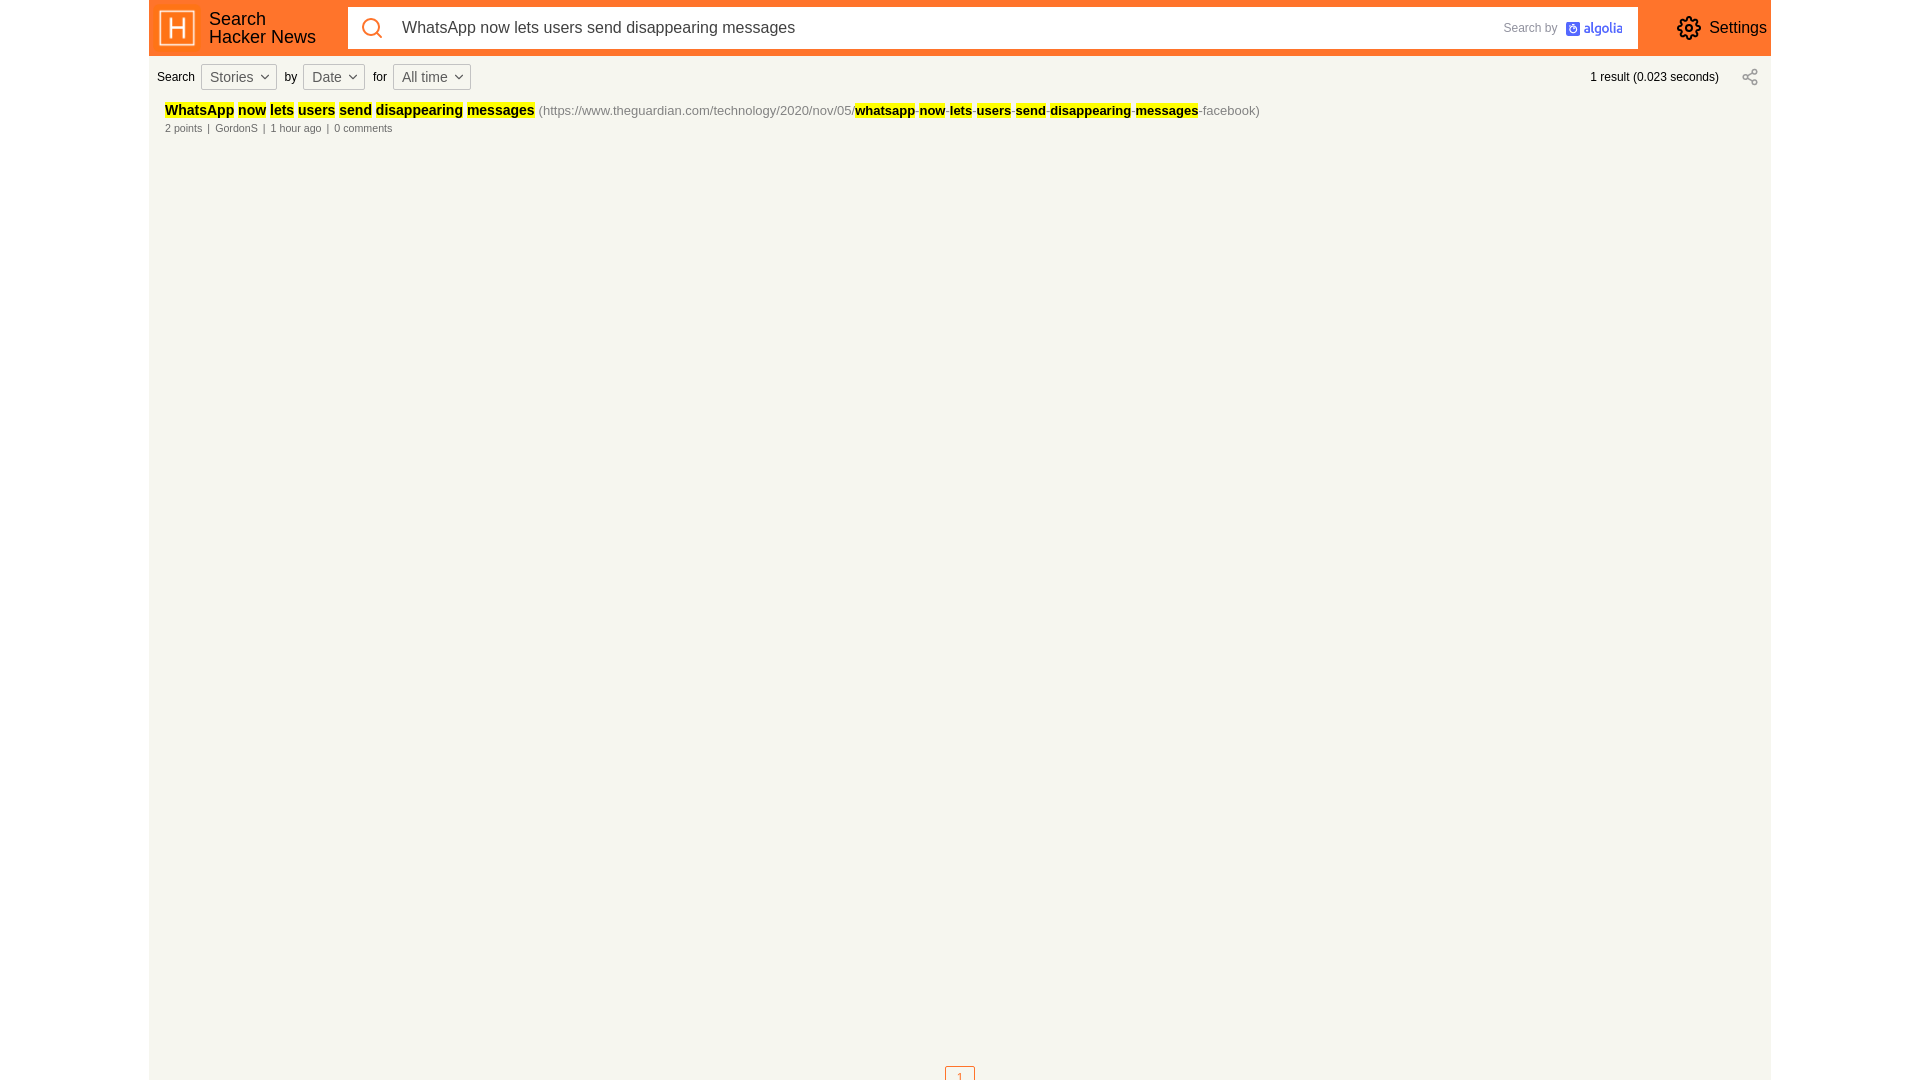 Search
Hacker News
WhatsApp now lets users send disappearing messages
Search by algolia
Settings
Search Stories by Date for All time
1 result (0.023 seconds)
WhatsApp now lets users send disappearing messages (https://www.theguardian.com/technology/2020/nov/05/whatsapp-now-lets-users-send-disappearing-messages-facebook)
2 points | GordonS | 1 hour ago | 0 comments
1